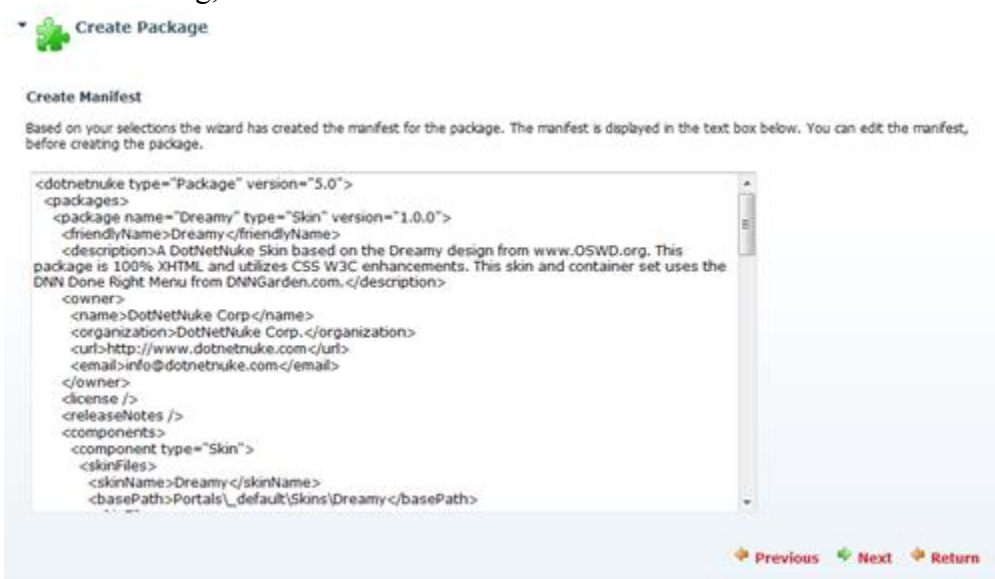 Create Package
Create Manifest
Based on your selections the wizard has created the manifest for the package. The manifest is displayed in the text box below. You can edit the manifest,
before creating the package.
<dotnetnuke type="Package" version="5.0">
<packages>
<package name="Dreamy" type="Skin" version="1.0.0">
<friendlyName>Dreamy</friendlyName>
<description>A DotNetNuke Skin based on the Dreamy design from www.OSWD.org. This
package is 100% XHTML and utilizes CSS W3C enhancements. This skin and container set uses the
DNN Done Right Menu from DNNGarden.com.</description>
<owner>
<name>DotNetNuke Corp</name>
<organization>DotNetNuke Corp.</organization>
<url>http://www.dotnetnuke.com</url>
<email>info@dotnetnuke.com</email>
</owner>
<license />
<releaseNotes />
<components>
<component type="Skin">
<skinFiles>
<skinName>Dreamy</skinName>
<basePath>Portals\_default\Skins\Dreamy</basePath>
Previous Next Return